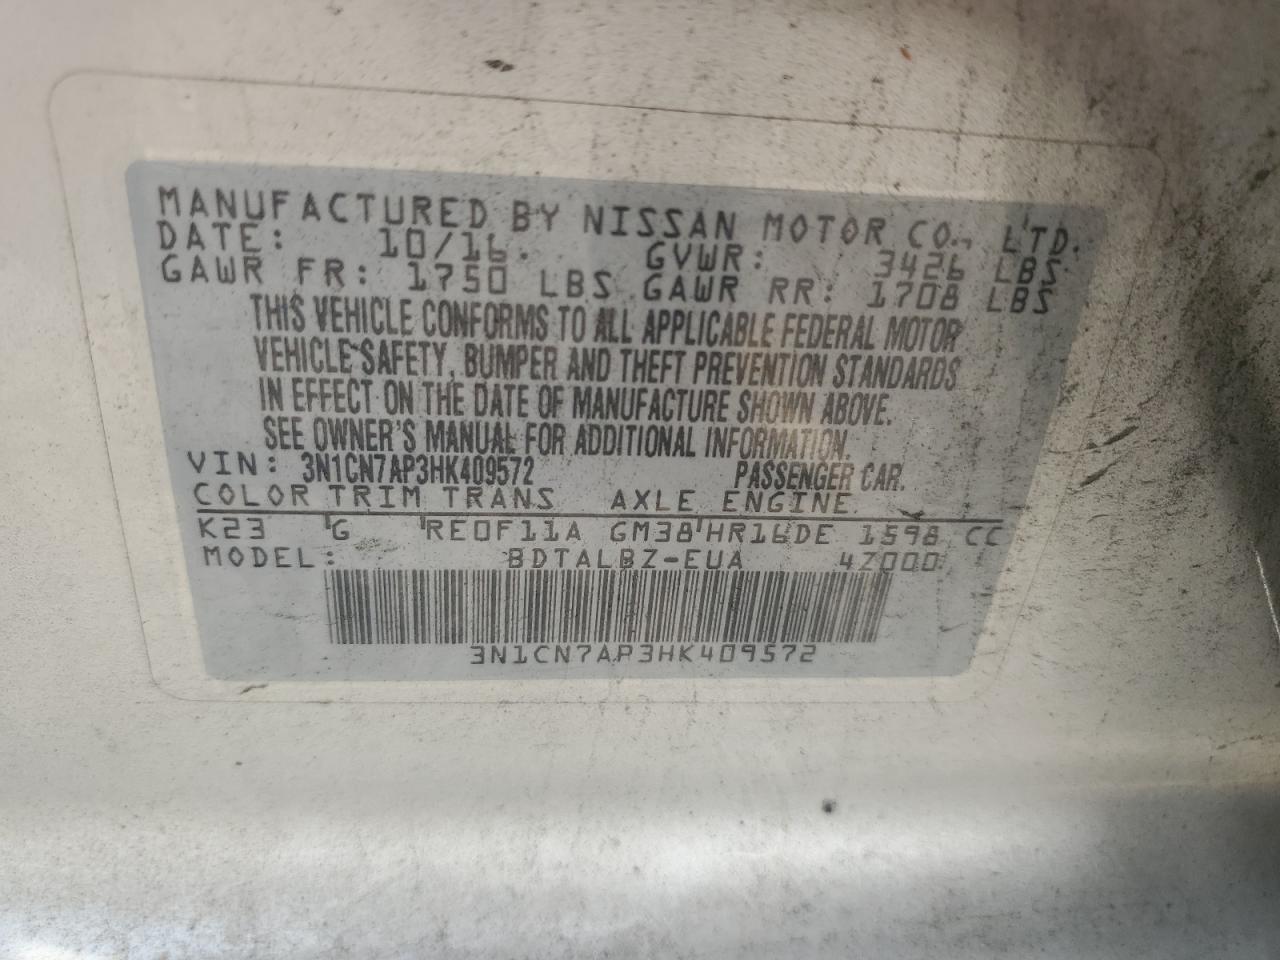 MANUFACTURED BY NISSAN MOTOR CO., LTD.
DATE: 10/16. GVWR: 3426 LBS
GAWR FR: 1750 LBS GAWR RR: 1708 LBS
THIS VEHICLE CONFORMS TO ALL APPLICABLE FEDERAL MOTOR
VEHICLE SAFETY, BUMPER AND THEFT PREVENTION STANDARDS
IN EFFECT ON THE DATE OF MANUFACTURE SHOWN ABOVE.
SEE OWNER'S MANUAL FOR ADDITIONAL INFORMATION.
VIN: 3N1CN7AP3HK409572 PASSENGER CAR.
COLOR TRIM TRANS AXLE ENGINE
K23 G RE0F11A GM38 HR16DE 1598 CC
MODEL: BDTALBZ-EUA 4Z000
3N1CN7AP3HK409572